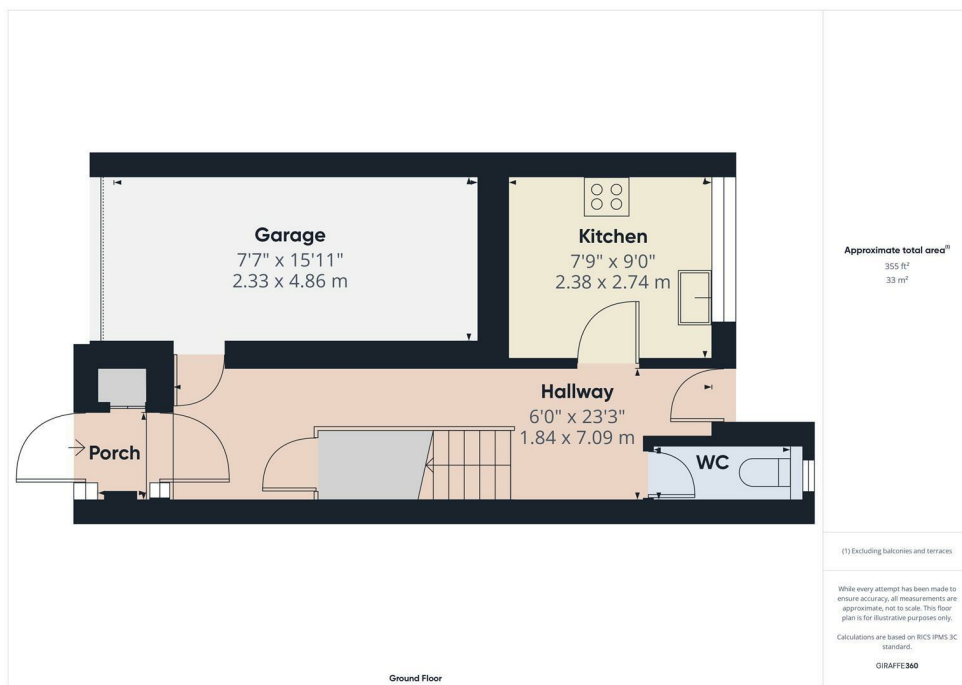 Garage
7'7" x 15'11"
2.33 x 4.86 m
Kitchen
7'9" x 9'0"
2.38 x 2.74 m
Hallway
6'0" x 23'3"
1.84 x 7.09 m
Porch
WC
Ground Floor
Approximate total area(1)
355 ft²
33 m²
(1) Excluding balconies and terraces
While every attempt has been made to
ensure accuracy, all measurements are
approximate, not to scale. This floor
plan is for illustrative purposes only.
Calculations are based on RICS IPMS 3C
standard.
GIRAFFE360